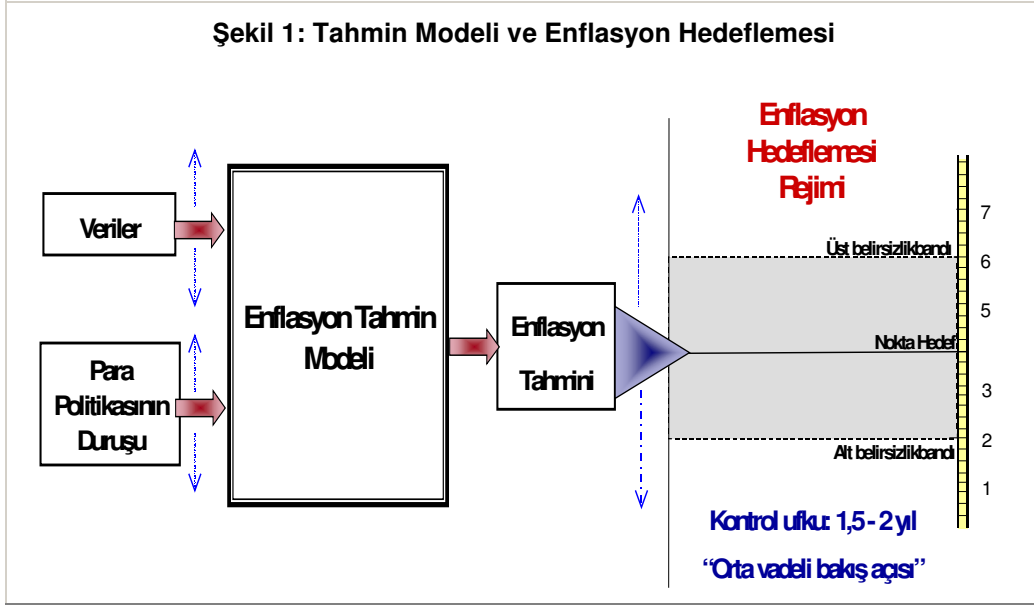 Şekil 1: Tahmin Modeli ve Enflasyon Hedeflemesi
Veriler
Para
Politikasının
Duruşu
Enflasyon Tahmin
Modeli
Enflasyon
Tahmini
Enflasyon
Hedeflemesi
Rejimi
Üst belirsizlik bandı
Nokta Hedef
Alt belirsizlik bandı
7
6
5
3
2
1
Kontrol ufku: 1,5 - 2 yıl
“Orta vadeli bakış açısı”